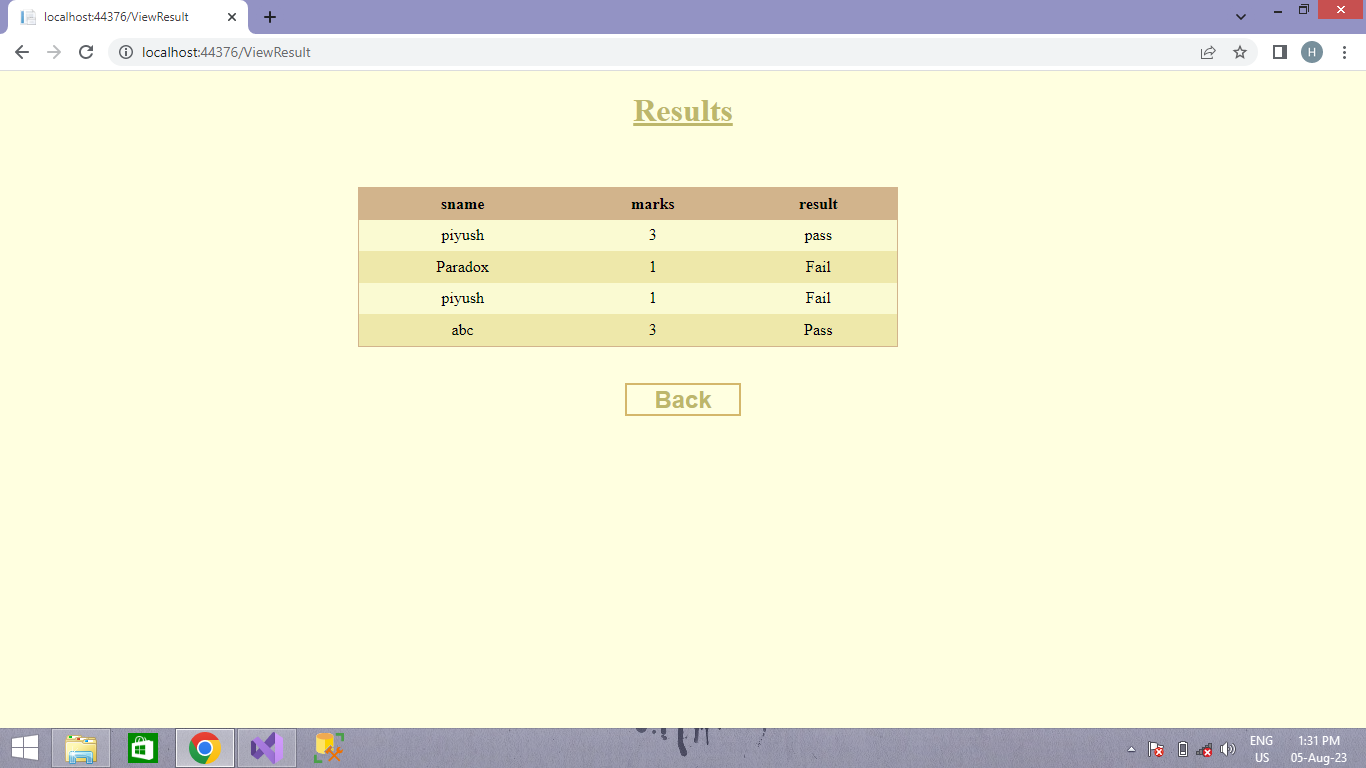 localhost:44376/ViewResult
localhost:44376/ViewResult
H
Results
sname marks result
piyush 3 pass
Paradox 1 Fail
piyush 1 Fail
abc 3 Pass
Back
ENG 1:31 PM
US 05-Aug-23